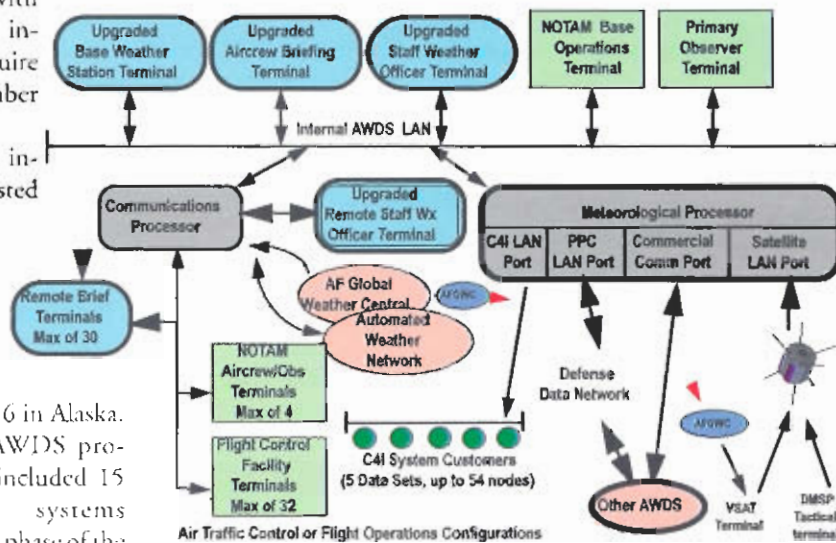 with
in-
quire
mber
in-
sted
6 in Alaska.
AWDS pro-
included 15
systems
phase of the
Upgraded
Base Weather
Station Terminal
Upgraded
Aircrew Briefing
Terminal
Upgraded
Staff Weather
Officer Terminal
NOTAM Base
Operations
Terminal
Primary
Observer
Terminal
Internal AWDS LAN
Communications
Processor
Upgraded
Remote Staff Wx
Officer Terminal
Meteorological Processor
C4I LAN
Port
PPC
LAN Port
Commercial
Comm Port
Satellite
LAN Port
Remote Brief
Terminals
Max of 30
AF Global
Weather Central
AFGWC
Automated
Weather
Network
NOTAM
Aircrew/Obs
Terminals
Max of 4
Flight Control
Facility
Terminals
Max of 32
C4I System Customers
(5 Data Sets, up to 54 nodes)
Defense
Data Network
Other AWDS
AFGWC
VSAT
Terminal
DMSP
Tactical
terminal
Air Traffic Control or Flight Operations Configurations